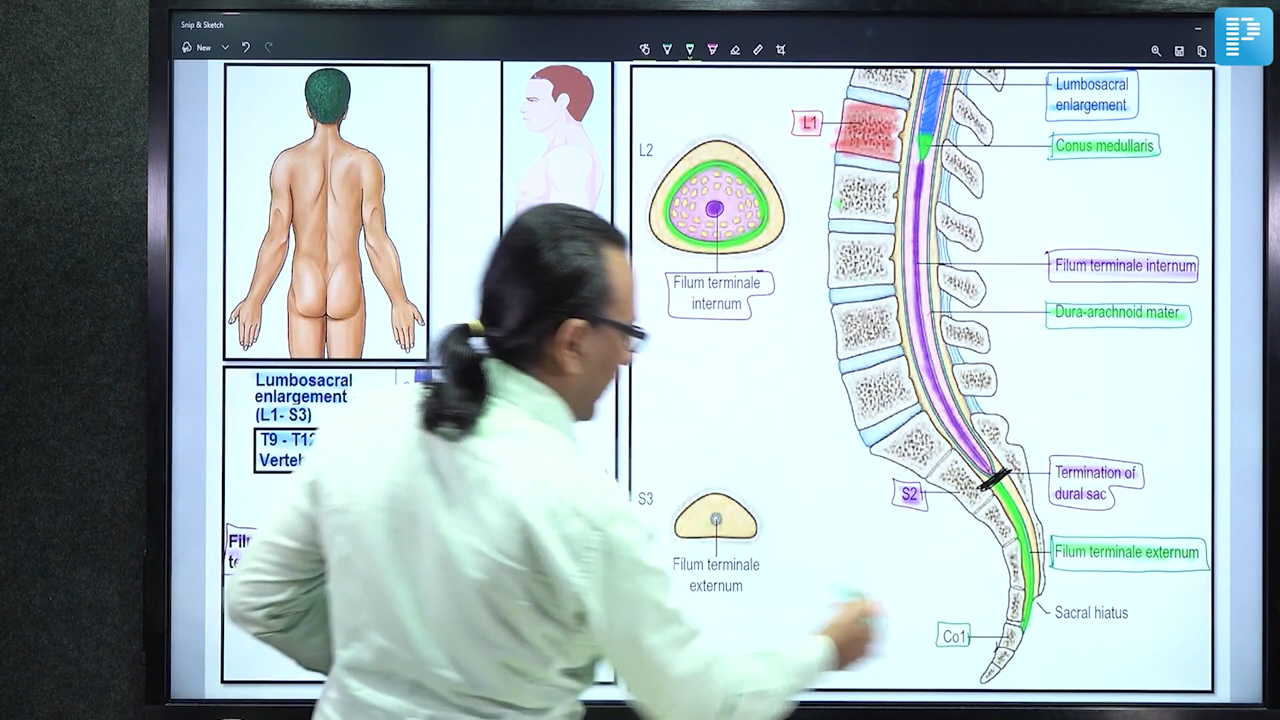 Snip & Sketch
New
Lumbosacral
enlargement
(L1- S3)
T9 - T12
L2
Filum terminale
internum
S3
Filum terminale
externum
L1
S2
Co1
Lumbosacral
enlargement
Conus medullaris
Filum terminale internum
Dura-arachnoid mater
Termination of
dural sac
Filum terminale externum
Sacral hiatus
P